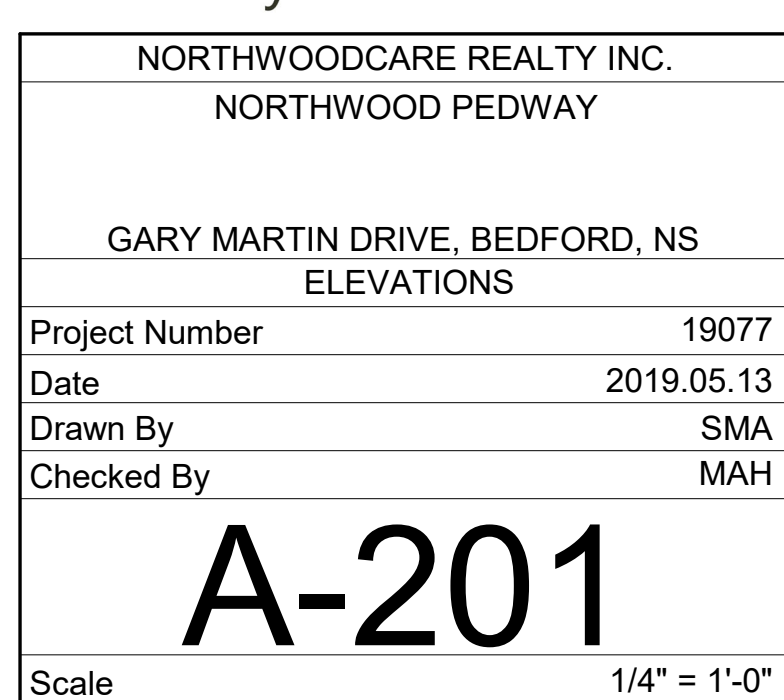 NORTHWOODCARE REALTY INC.
NORTHWOOD PEDWAY
GARY MARTIN DRIVE, BEDFORD, NS
ELEVATIONS
Project Number 19077
Date 2019.05.13
Drawn By SMA
Checked By MAH
A-201
Scale 1/4" = 1'-0"